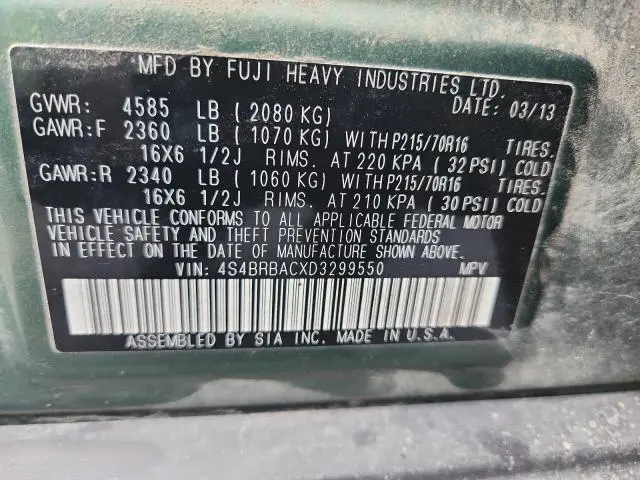 MFD BY FUJI HEAVY INDUSTRIES LTD.
DATE: 03/13
GVWR: 4585 LB (2080 KG)
GAWR:F 2360 LB (1070 KG) WITH P215/70R16 TIRES,
16X6 1/2J RIMS. AT 220 KPA (32 PSI) COLD
GAWR:R 2340 LB (1060 KG) WITH P215/70R16 TIRES,
16X6 1/2J RIMS. AT 210 KPA (30 PSI) COLD
THIS VEHICLE CONFORMS TO ALL APPLICABLE FEDERAL MOTOR
VEHICLE SAFETY AND THEFT PREVENTION STANDARDS
IN EFFECT ON THE DATE OF MANUFACTURE SHOWN ABOVE.
VIN: 4S4BRBACXD3299550 MPV
ASSEMBLED BY SIA INC. MADE IN U.S.A.